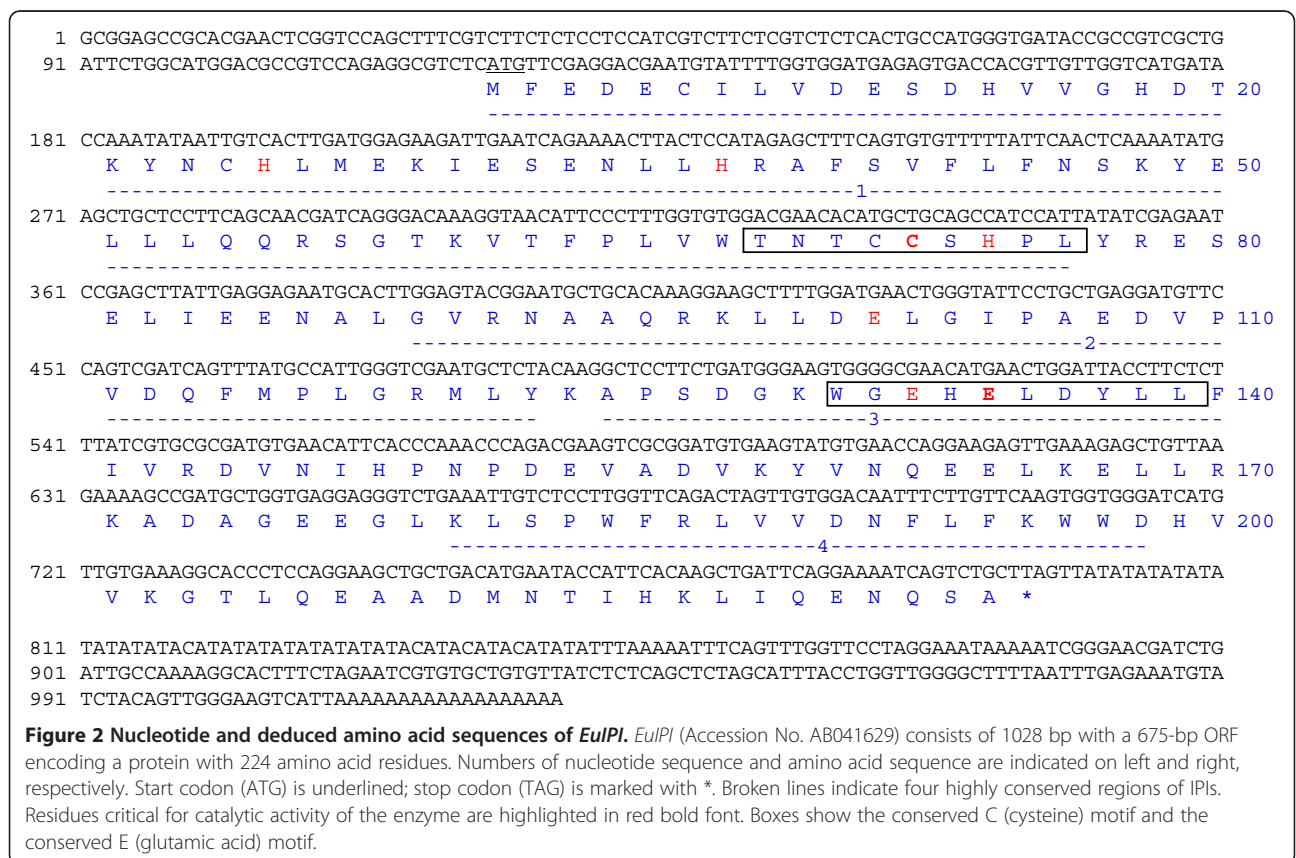 1 GCGGAGCCGCACGAACTCGGTCCAGCTTTCGTCTTCTCTCCTCCATCGTCTTCTCGTCTCTCACTGCCATGGGTGATACCGCCGTCGCTG
91 ATTCTGGCATGGACGCCGTCCAGAGGCGTCTCATGTTCGAGGACGAATGTATTTTGGTGGATGAGAGTGACCACGTTGTTGGTCATGATA
M F E D E C I L V D E S D H V V G H D T 20
181 CCAAATATAATTGTCACTTGATGGAGAAGATTGAATCAGAAAACTTACTCCATAGAGCTTTCAGTGTGTTTTTATTCAACTCAAAATATG
K Y N C H L M E K I E S E N L L H R A F S V F L F N S K Y E 50
1
271 AGCTGCTCCTTCAGCAACGATCAGGGACAAAGGTAACATTCCCTTTGGTGTGGACGAACACATGCTGCAGCCATCCATTATATCGAGAAT
L L L Q Q R S G T K V T F P L V W T N T C C S H P L Y R E S 80
361 CCGAGCTTATTGAGGAGAATGCACTTGGAGTACGGAATGCTGCACAAAGGAAGCTTTTGGATGAACTGGGTATTCCTGCTGAGGATGTTC
E L I E E N A L G V R N A A Q R K L L D E L G I P A E D V P 110
2
451 CAGTCGATCAGTTTATGCCATTGGGTCGAATGCTCTACAAGGCTCCTTCTGATGGGAAGTGGGGCGAACATGAACTGGATTACCTTCTCT
V D Q F M P L G R M L Y K A P S D G K W G E H E L D Y L L F 140
3
541 TTATCGTGCGCGATGTGAACATTCACCCAAACCCAGACGAAGTCGCGGATGTGAAGTATGTGAACCAGGAAGAGTTGAAAGAGCTGTTAA
I V R D V N I H P N P D E V A D V K Y V N Q E E L K E L L R 170
631 GAAAAGCCGATGCTGGTGAGGAGGGTCTGAAATTGTCTCCTTGGTTCAGACTAGTTGTGGACAATTTCTTGTTCAAGTGGTGGGATCATG
K A D A G E E G L K L S P W F R L V V D N F L F K W W D H V 200
4
721 TTGTGAAAGGCACCCTCCAGGAAGCTGCTGACATGAATACCATTCACAAGCTGATTCAGGAAAATCAGTCTGCTTAGTTATATATATATA
V K G T L Q E A A D M N T I H K L I Q E N Q S A *
811 TATATATACATATATATATATATATATACATACATACATATATTTAAAAATTTCAGTTTGGTTCCTAGGAAATAAAAATCGGGAACGATCTG
901 ATTGCCAAAAGGCACTTTCTAGAATCGTGTGCTGTGTTATCTCTCAGCTCTAGCATTTACCTGGTTGGGGCTTTTAATTTGAGAAATGTA
991 TCTACAGTTGGGAAGTCATTAAAAAAAAAAAAAAAAAA
Figure 2 Nucleotide and deduced amino acid sequences of EuIPI. EuIPI (Accession No. AB041629) consists of 1028 bp with a 675-bp ORF
encoding a protein with 224 amino acid residues. Numbers of nucleotide sequence and amino acid sequence are indicated on left and right,
respectively. Start codon (ATG) is underlined; stop codon (TAG) is marked with *. Broken lines indicate four highly conserved regions of IPIs.
Residues critical for catalytic activity of the enzyme are highlighted in red bold font. Boxes show the conserved C (cysteine) motif and the
conserved E (glutamic acid) motif.